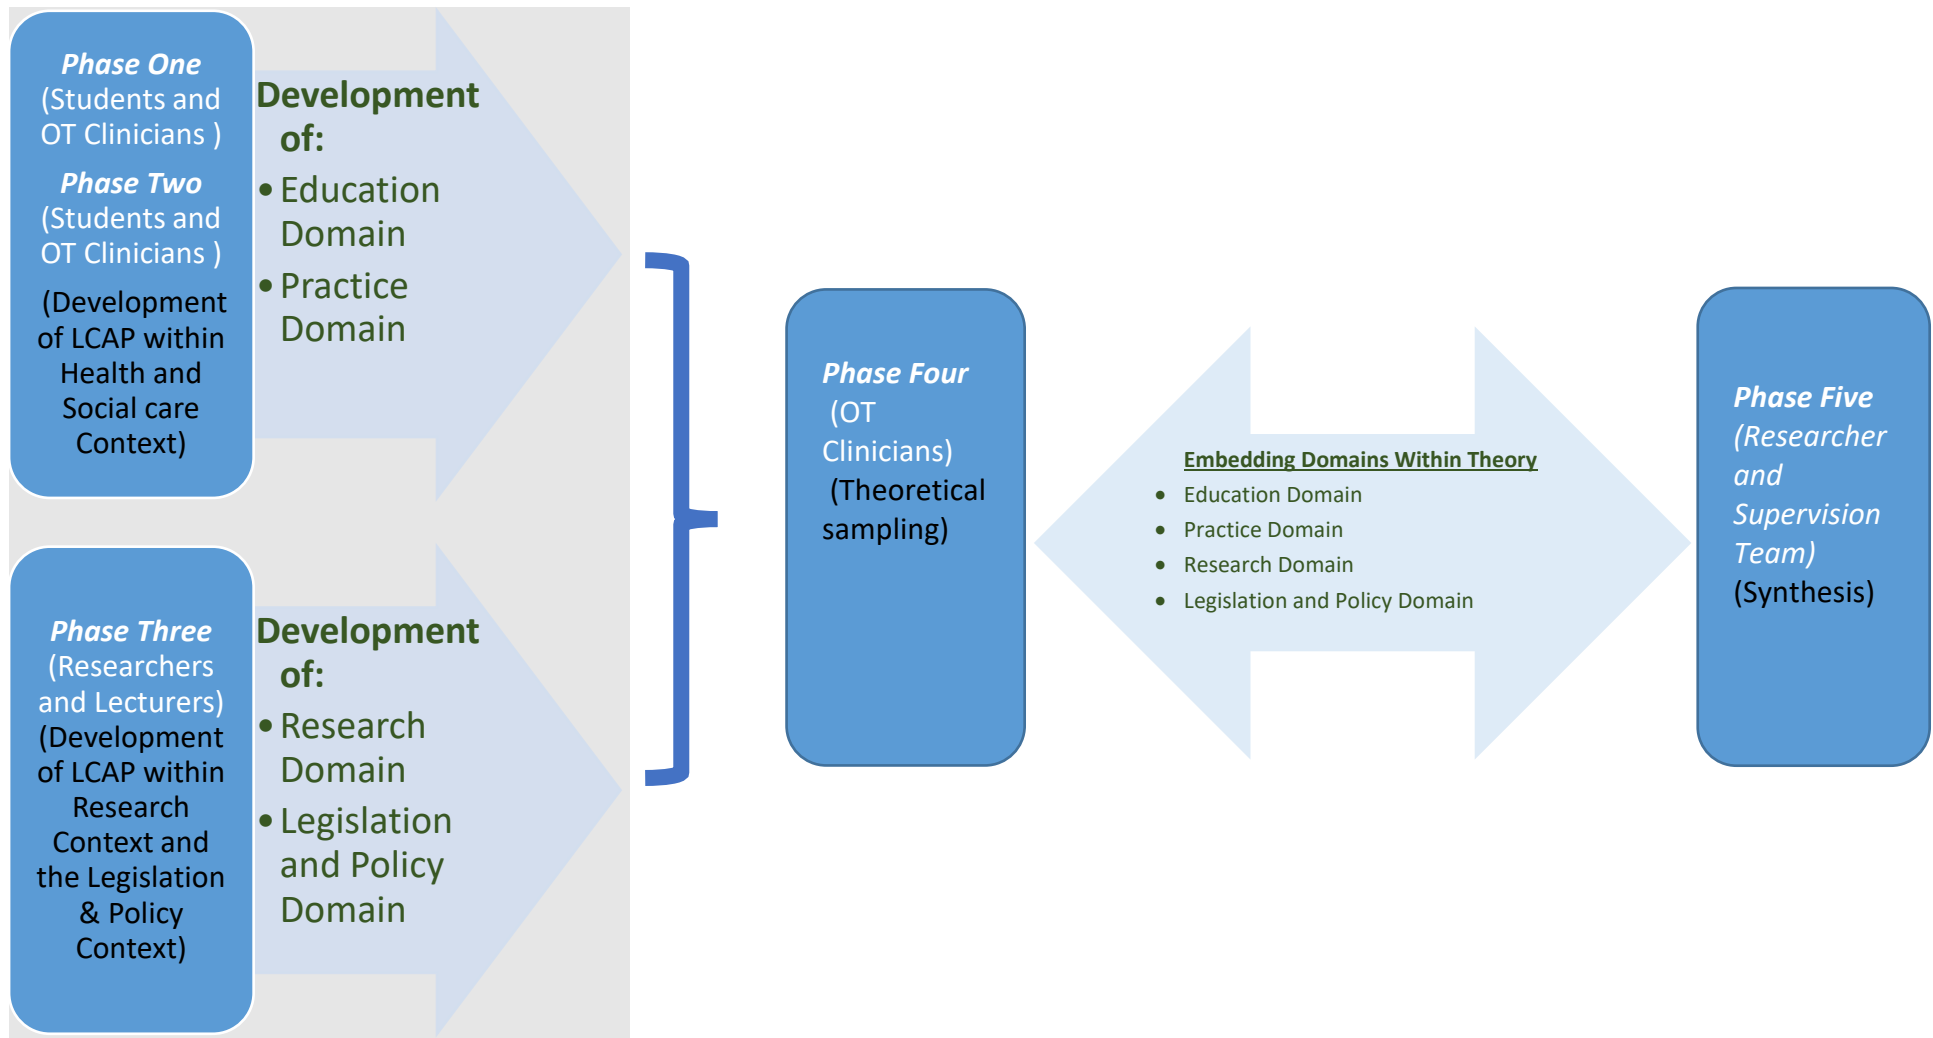 Phase One
(Students and
OT Clinicians )
Phase Two
(Students and
OT Clinicians )
(Development
of LCAP within
Health and
Social care
Context)
Development
of:
• Education
Domain
• Practice
Domain
Phase Three
(Researchers
and Lecturers)
(Development
of LCAP within
Research
Context and
the Legislation
& Policy
Context)
Development
of:
• Research
Domain
• Legislation
and Policy
Domain
Phase Four
(OT
Clinicians)
(Theoretical
sampling)
Embedding Domains Within Theory
• Education Domain
• Practice Domain
• Research Domain
• Legislation and Policy Domain
Phase Five
(Researcher
and
Supervision
Team)
(Synthesis)